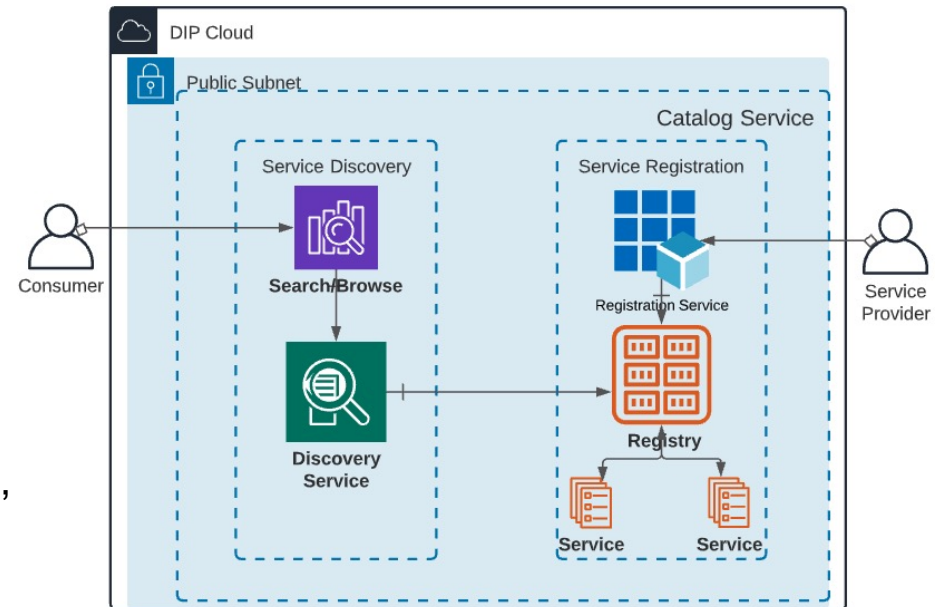 DIP Cloud
Public Subnet
Catalog Service
Service Discovery
Service Registration
Consumer
Search/Browse
Registration Service
Service
Provider
Discovery
Service
Registry
,
Service
Service